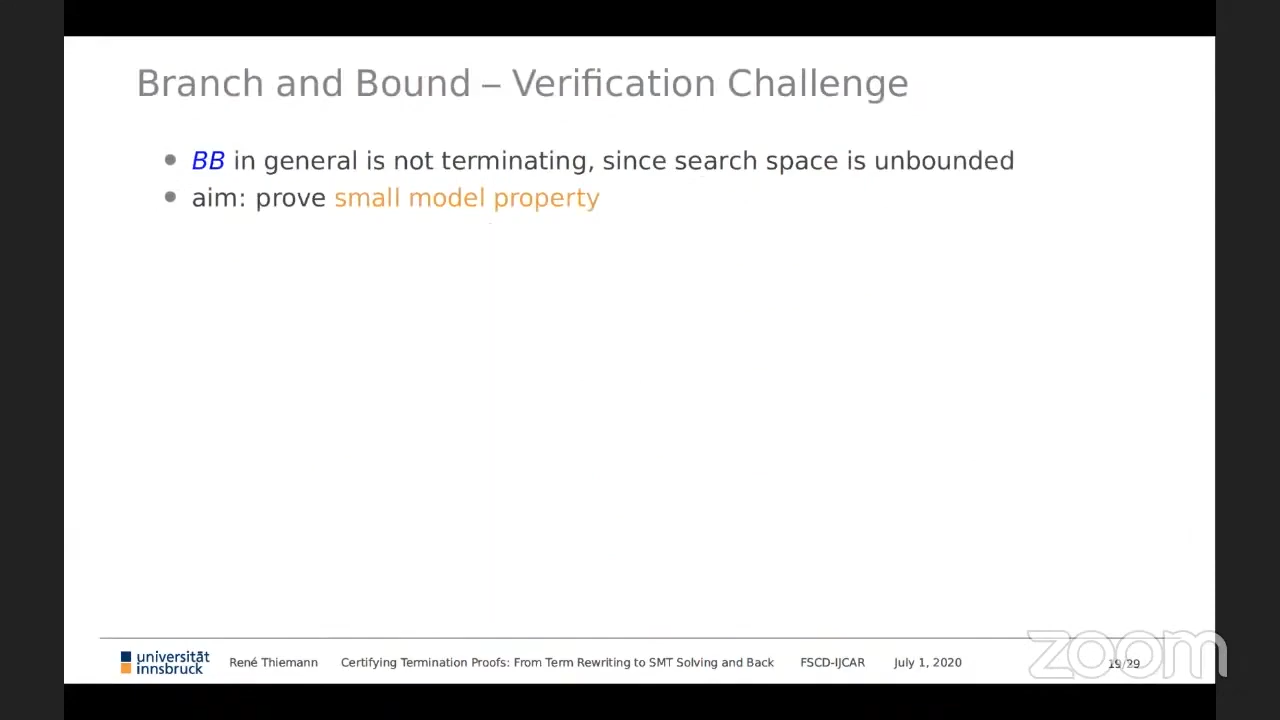 Branch and Bound – Verification Challenge
BB in general is not terminating, since search space is unbounded
aim: prove small model property
universität
innsbruck
René Thiemann
Certifying Termination Proofs: From Term Rewriting to SMT Solving and Back
FSCD-IJCAR
July 1, 2020
19/29
zoom